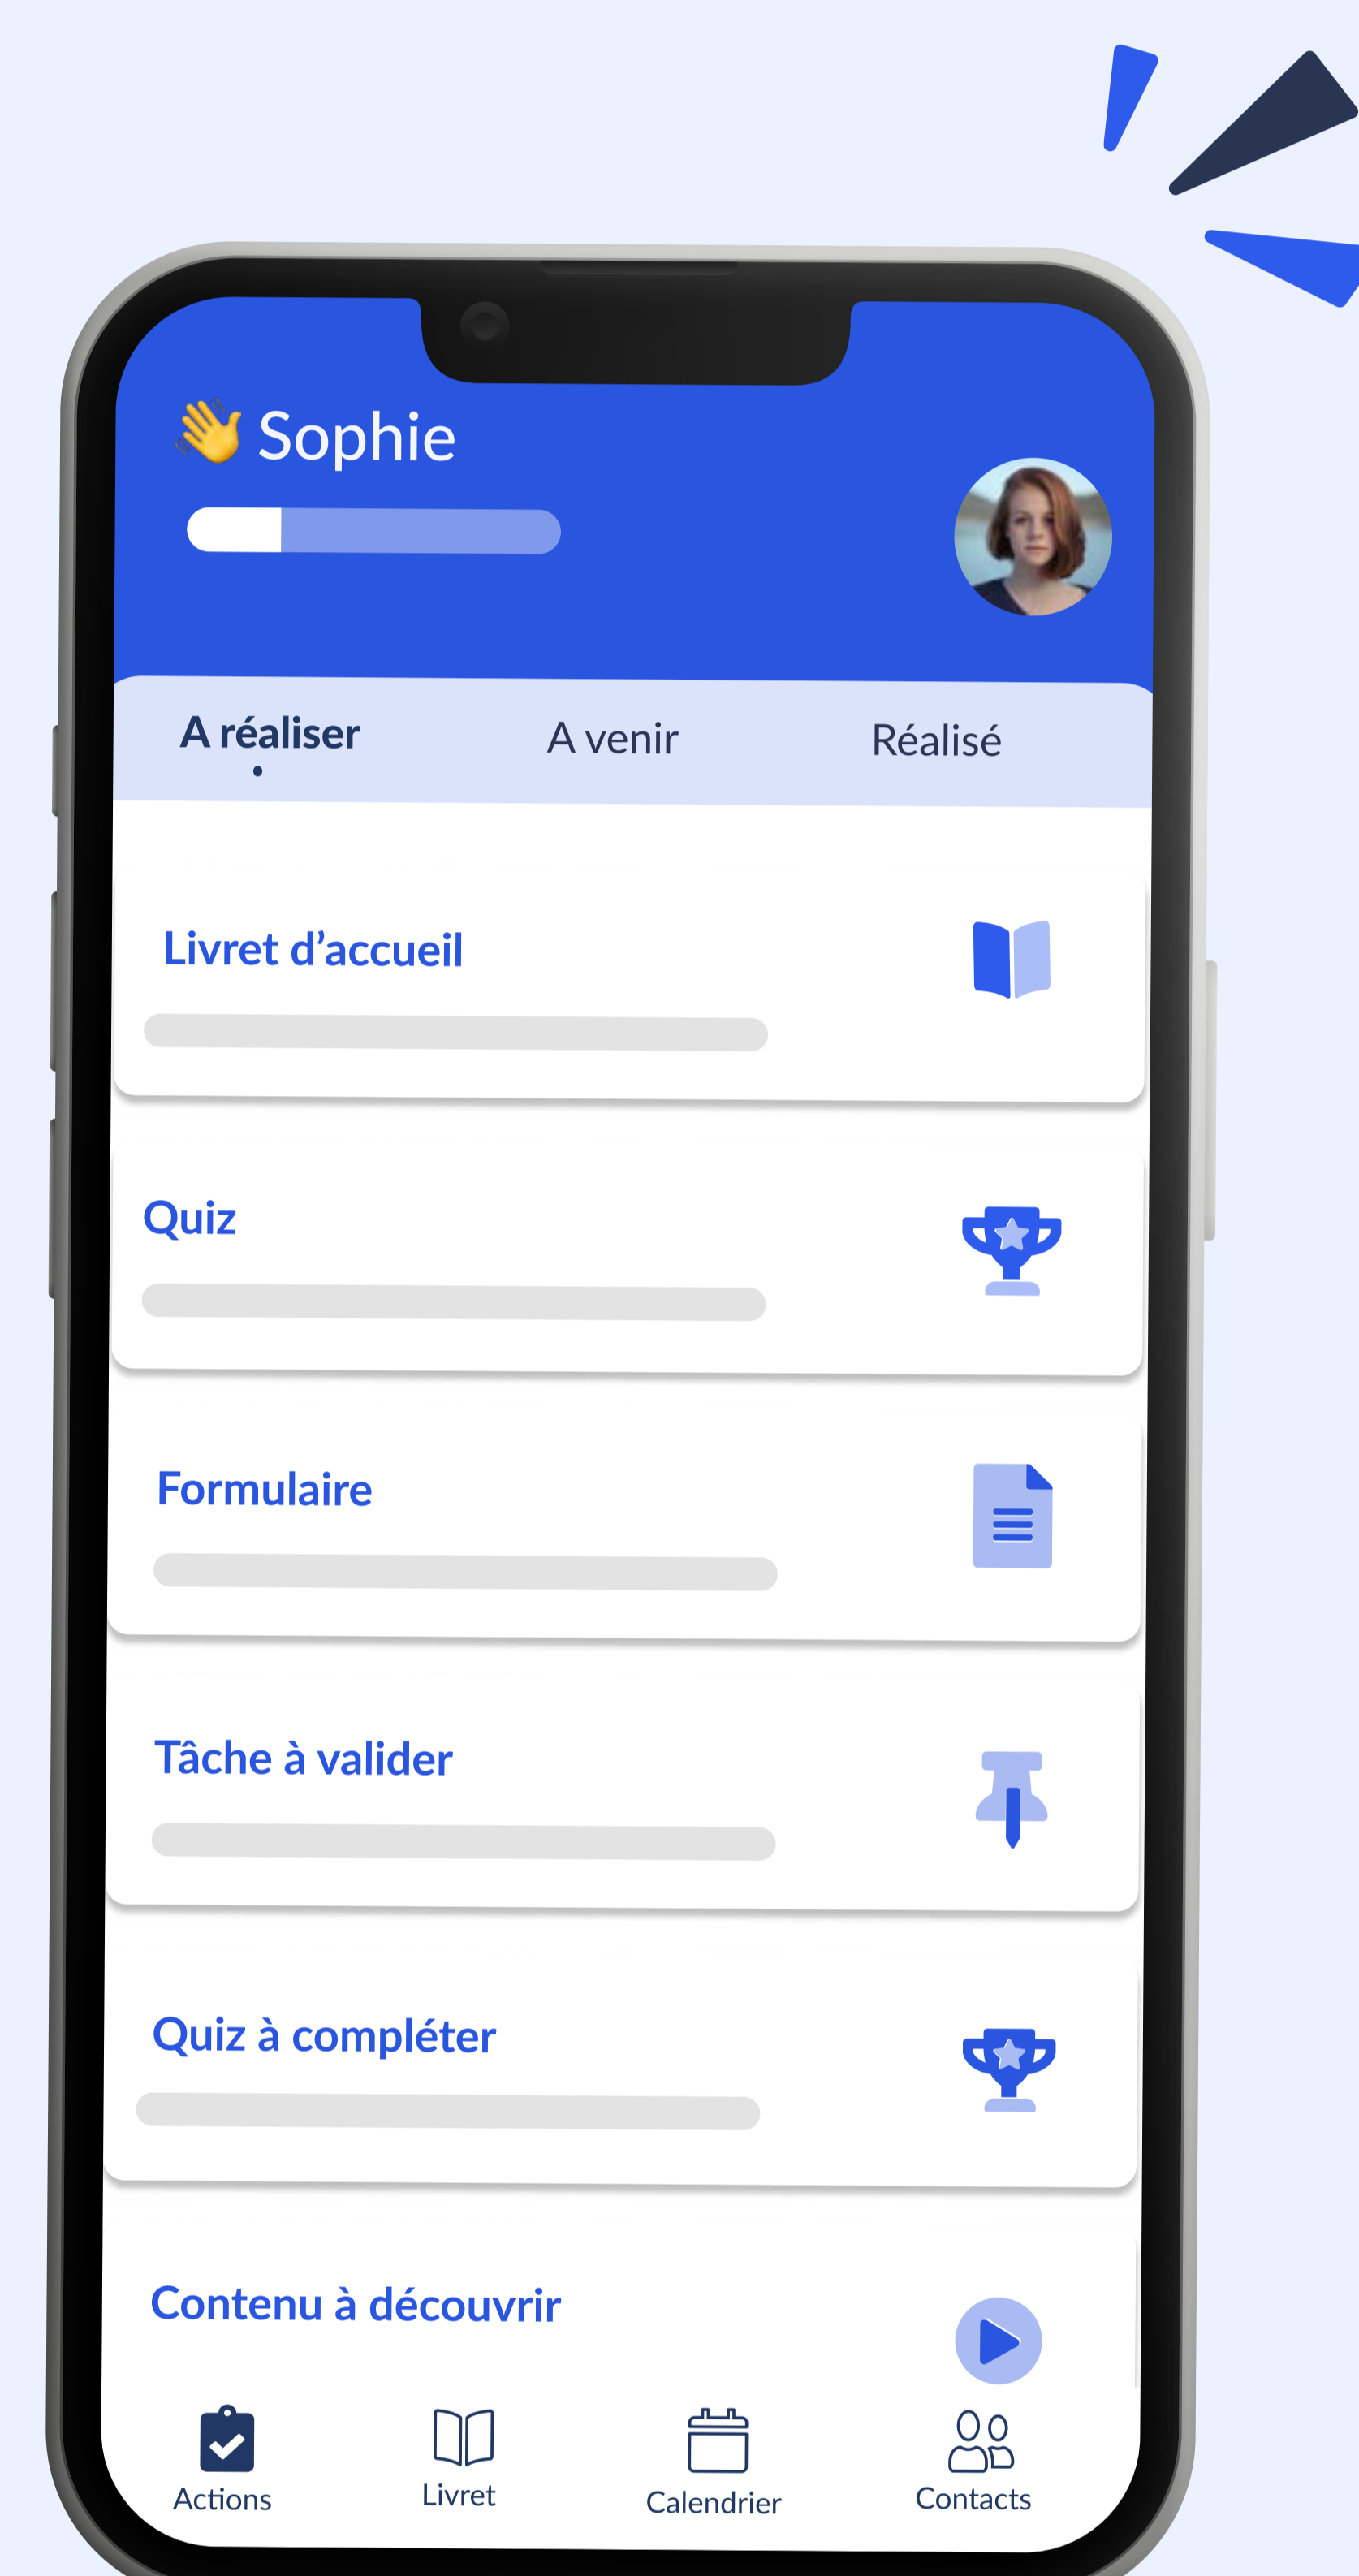 👋 Sophie
A réaliser
A venir
Réalisé
Livret d’accueil
Quiz
Formulaire
Tâche à valider
Quiz à compléter
Contenu à découvrir
Actions
Livret
Calendrier
Contacts